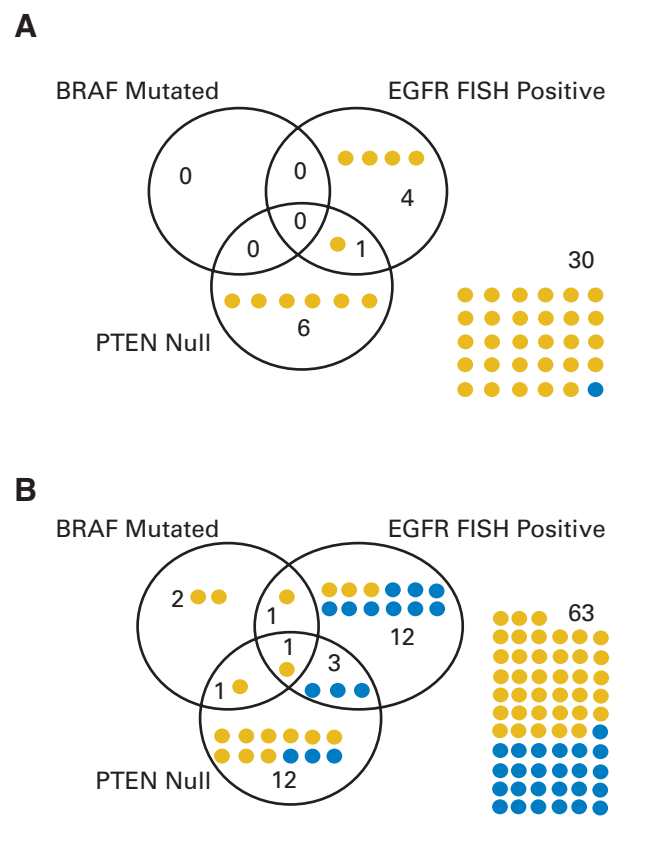 A
BRAF Mutated
EGFR FISH Positive
0
0
4
0
0
1
30
6
PTEN Null
B
BRAF Mutated
EGFR FISH Positive
2
63
1
12
1
3
1
12
PTEN Null